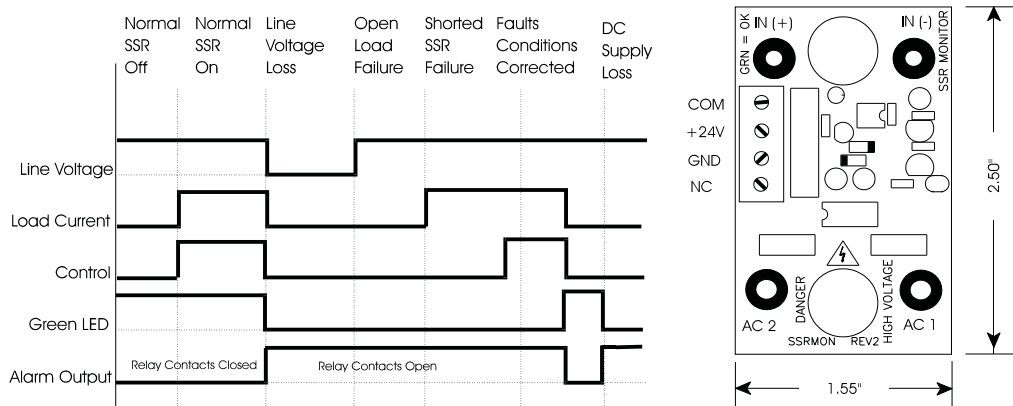 Normal
SSR
Off
Normal
SSR
On
Line
Voltage
Loss
Open
Load
Failure
Shorted
SSR
Failure
Faults
Conditions
Corrected
DC
Supply
Loss
Line Voltage
Load Current
Control
Green LED
Alarm Output
Relay Contacts Closed
Relay Contacts Open
GRN = OK
IN (+)
IN (-)
SSR MONITOR
COM
+24V
GND
NC
2.50"
DANGER
HIGH VOLTAGE
AC 2
AC 1
SSRMON REV2
1.55"